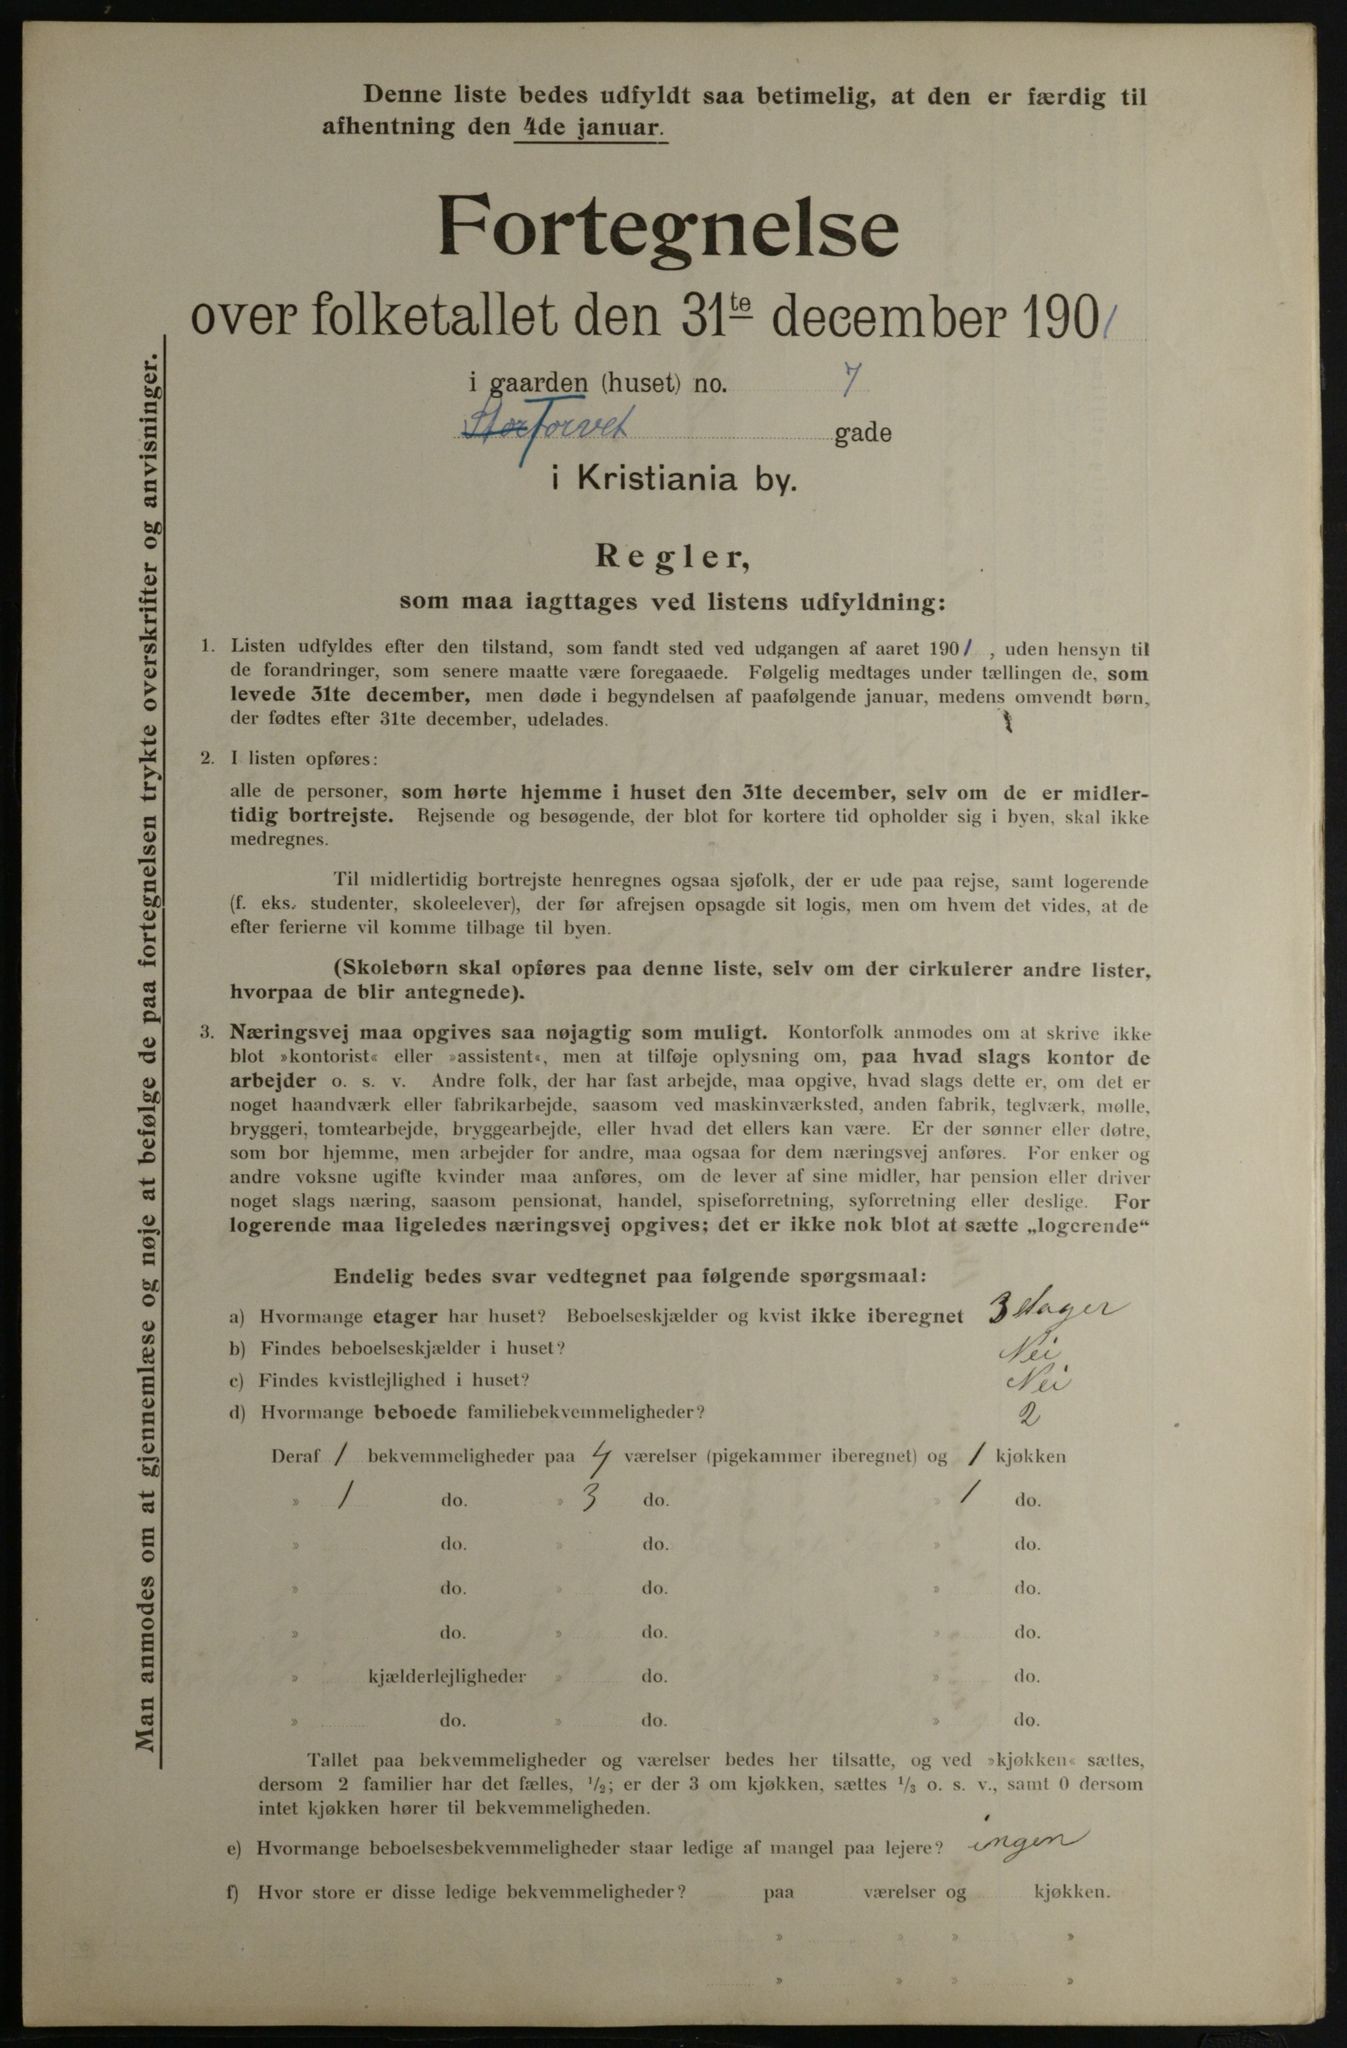 Denne liste bedes udfyldt saa betimelig, at den er færdig til
afhentning den 4de januar.
Fortegnelse
over folketallet den 31te december 1901
i gaarden (huset) no. 7
StorTorvet gade
i Kristiania by.
Regler,
som maa iagttages ved listens udfyldning:
1. Listen udfyldes efter den tilstand, som fandt sted ved udgangen af aaret 1901, uden hensyn til
de forandringer, som senere maatte være foregaaede. Følgelig medtages under tællingen de, som
levede 31te december, men døde i begyndelsen af paafølgende januar, medens omvendt børn,
der fødtes efter 31te december, udelades.
2. I listen opføres:
alle de personer, som hørte hjemme i huset den 31te december, selv om de er midler-
tidig bortrejste. Rejsende og besøgende, der blot for kortere tid opholder sig i byen, skal ikke
medregnes.
Til midlertidig bortrejste henregnes ogsaa sjøfolk, der er ude paa rejse, samt logerende
(f. eks. studenter, skoleelever), der før afrejsen opsagde sit logis, men om hvem det vides, at de
efter ferierne vil komme tilbage til byen.
(Skolebørn skal opføres paa denne liste, selv om der cirkulerer andre lister,
hvorpaa de blir antegnede).
3. Næringsvej maa opgives saa nøjagtig som muligt. Kontorfolk anmodes om at skrive ikke
blot »kontorist« eller »assistent«, men at tilføje oplysning om, paa hvad slags kontor de
arbejder o. s. v. Andre folk, der har fast arbejde, maa opgive, hvad slags dette er, om det er
noget haandværk eller fabrikarbejde, saasom ved maskinværksted, anden fabrik, teglværk, mølle,
bryggeri, tomtearbejde, bryggearbejde, eller hvad det ellers kan være. Er der sønner eller døtre,
som bor hjemme, men arbejder for andre, maa ogsaa for dem næringsvej anføres. For enker og
andre voksne ugifte kvinder maa anføres, om de lever af sine midler, har pension eller driver
noget slags næring, saasom pensionat, handel, spiseforretning, syforretning eller deslige. For
logerende maa ligeledes næringsvej opgives; det er ikke nok blot at sætte „logerende“
Endelig bedes svar vedtegnet paa følgende spørgsmaal:
a) Hvormange etager har huset? Beboelseskjælder og kvist ikke iberegnet 3 etager
b) Findes beboelseskjælder i huset? Nei
c) Findes kvistlejlighed i huset? Nei
d) Hvormange beboede familiebekvemmeligheder? 2
Deraf 1 bekvemmeligheder paa 4 værelser (pigekammer iberegnet) og 1 kjøkken
» 1 do. » 3 do. » 1 do.
» do. » do. » do.
» do. » do. » do.
» do. » do. » do.
» kjælderlejligheder » do. » do.
» do. » do. » do.
Tallet paa bekvemmeligheder og værelser bedes her tilsatte, og ved »kjøkken« sættes,
dersom 2 familier har det fælles, 1/2; er der 3 om kjøkken, sættes 1/3 o. s. v., samt 0 dersom
intet kjøkken hører til bekvemmeligheden.
e) Hvormange beboelsesbekvemmeligheder staar ledige af mangel paa lejere? ingen
f) Hvor store er disse ledige bekvemmeligheder? paa værelser og kjøkken.
» » » »
» » » »
Man anmodes om at gjennemlæse og nøje at befølge de paa fortegnelsen trykte overskrifter og anvisninger.